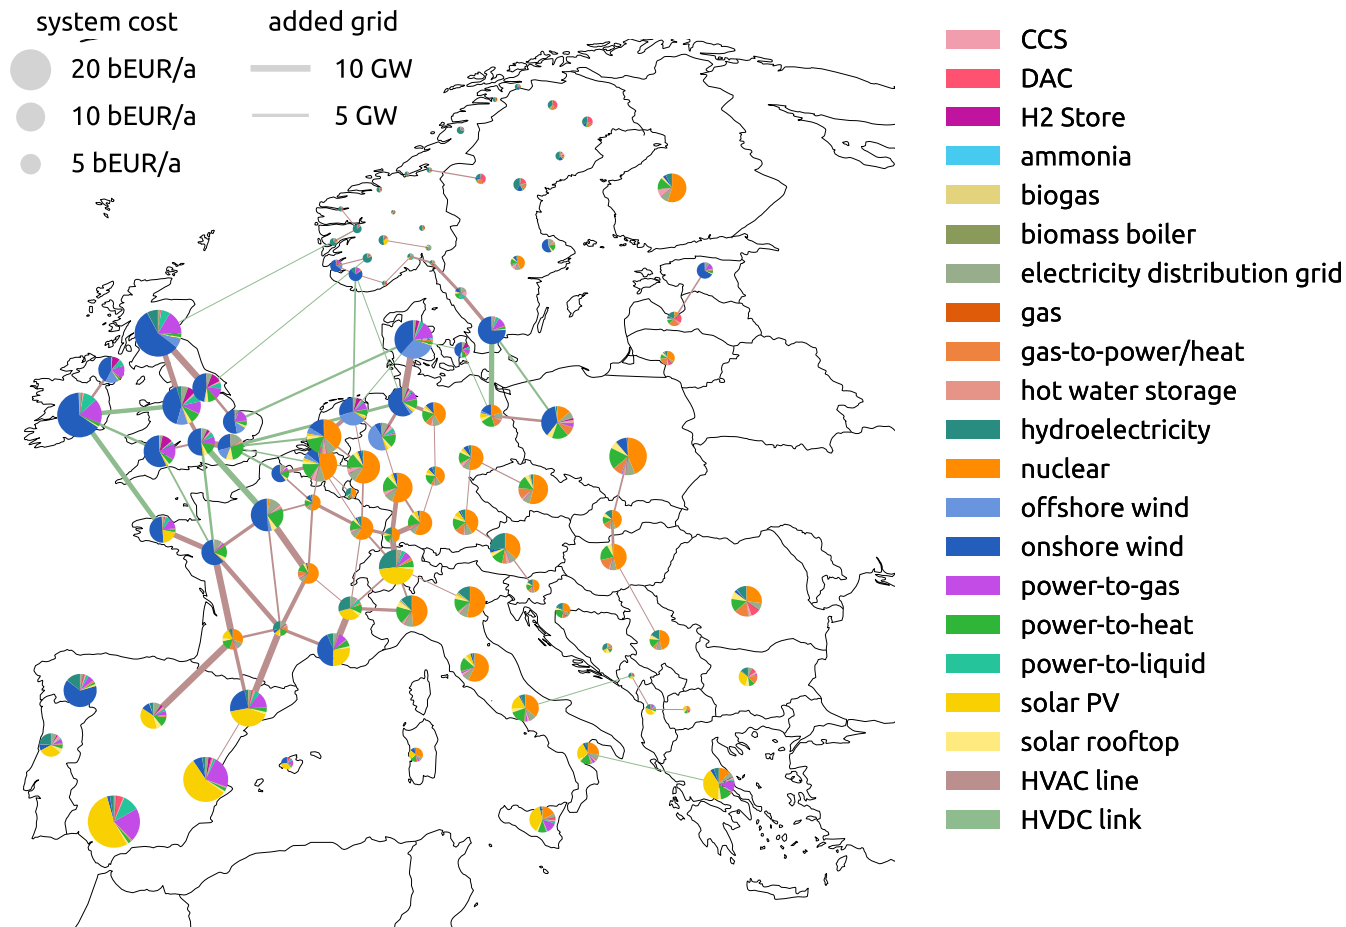 system cost
added grid
20 bEUR/a
10 GW
10 bEUR/a
5 GW
5 bEUR/a
CCS
DAC
H2 Store
ammonia
biogas
biomass boiler
electricity distribution grid
gas
gas-to-power/heat
hot water storage
hydroelectricity
nuclear
offshore wind
onshore wind
power-to-gas
power-to-heat
power-to-liquid
solar PV
solar rooftop
HVAC line
HVDC link